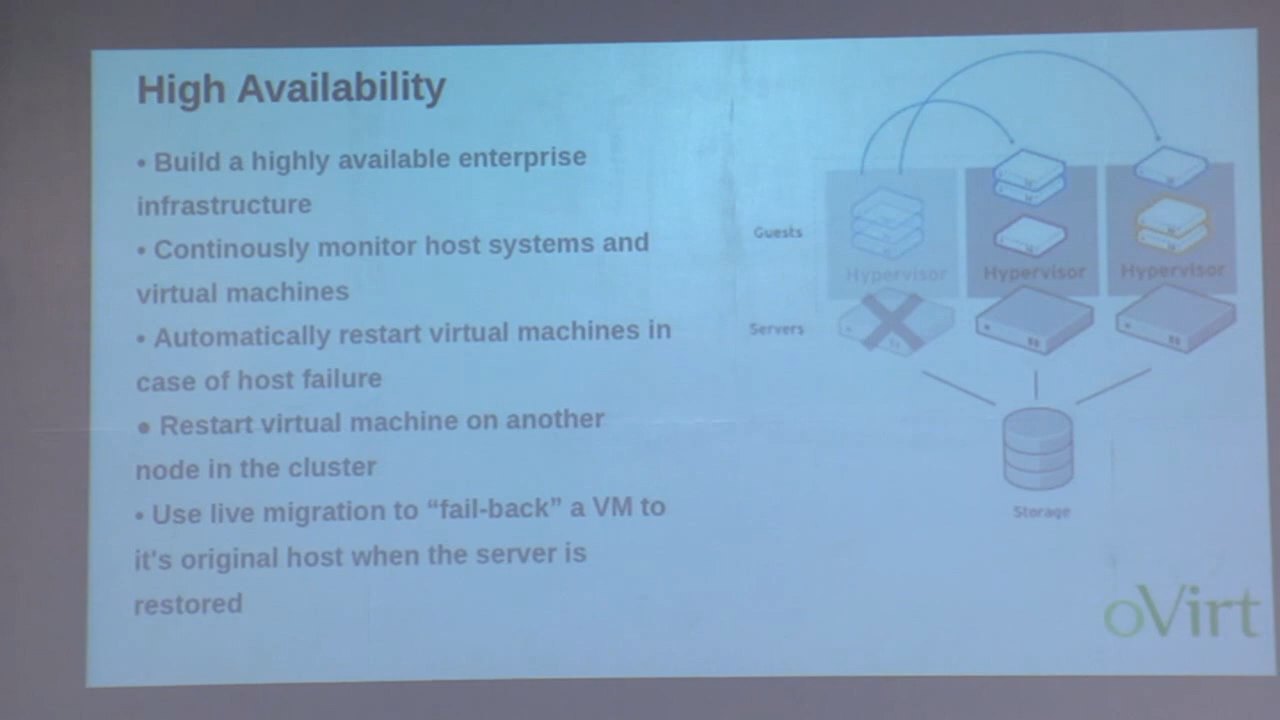 High Availability
• Build a highly available enterprise
infrastructure
• Continously monitor host systems and
virtual machines
• Automatically restart virtual machines in
case of host failure
● Restart virtual machine on another
node in the cluster
• Use live migration to “fail-back” a VM to
it's original host when the server is
restored
Guests
Hypervisor Hypervisor Hypervisor
Servers
Storage
oVirt